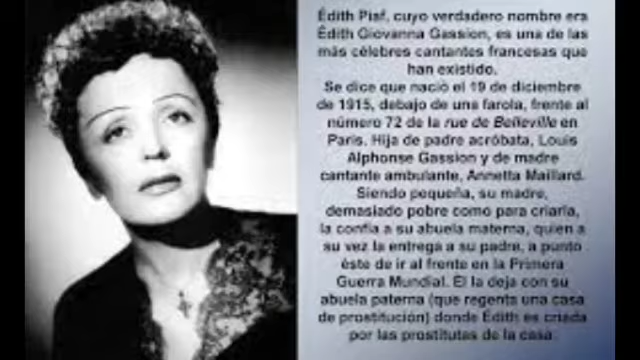 Édith Piaf, cuyo verdadero nombre era
Édith Giovanna Gassion, es una de las
más célebres cantantes francesas que
han existido.
Se dice que nació el 19 de diciembre
de 1915, debajo de una farola, frente al
número 72 de la rue de Belleville en
París. Hija de padre acróbata, Louis
Alphonse Gassion y de madre
cantante ambulante, Annetta Maillard.
Siendo pequeña, su madre,
demasiado pobre como para criarla,
la confía a su abuela materna, quien a
su vez la entrega a su padre, a punto
éste de ir al frente en la Primera
Guerra Mundial. Él la deja con su
abuela paterna (que regenta una casa
de prostitución) donde Édith es criada
por las prostitutas de la casa.